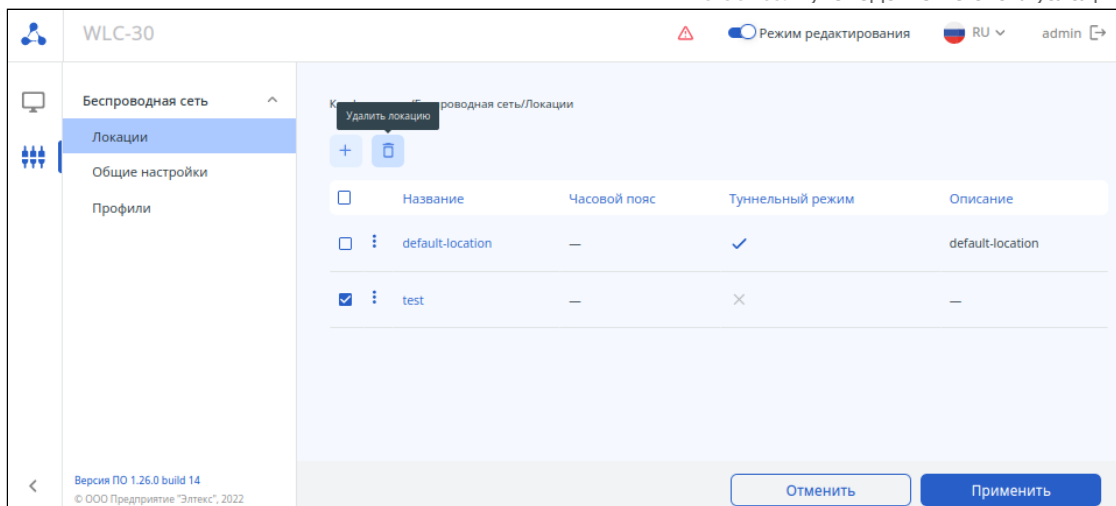 WLC-30
Режим редактирования
RU
admin
Беспроводная сеть
Локации
Общие настройки
Профили
Версия ПО 1.26.0 build 14
© ООО Предприятие "Элтекс", 2022
сеть/Локации
Удалить локацию
Название Часовой пояс Туннельный режим Описание
default-location — default-location
test — —
Отменить Применить